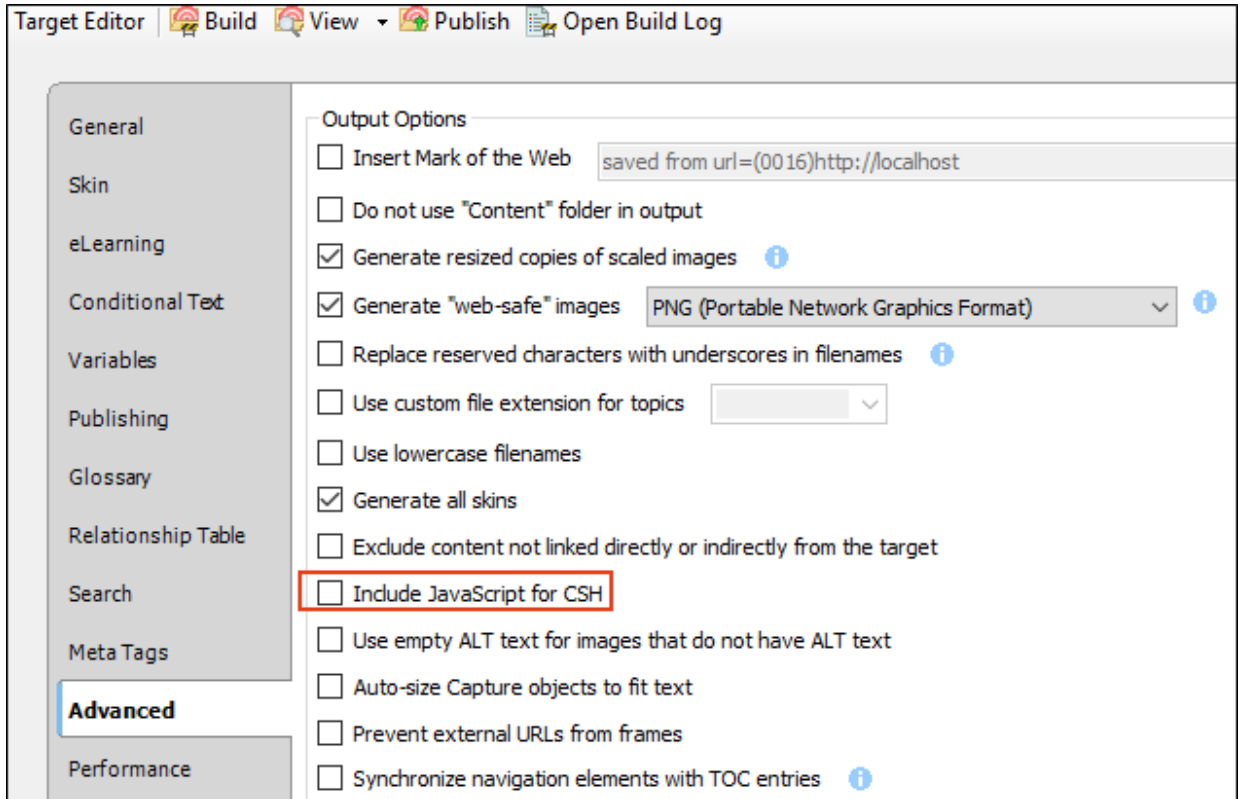 Target Editor Build View Publish Open Build Log
General
Skin
eLearning
Conditional Text
Variables
Publishing
Glossary
Relationship Table
Search
Meta Tags
Advanced
Performance
Output Options
Insert Mark of the Web saved from url=(0016)http://localhost
Do not use "Content" folder in output
Generate resized copies of scaled images
Generate "web-safe" images PNG (Portable Network Graphics Format)
Replace reserved characters with underscores in filenames
Use custom file extension for topics
Use lowercase filenames
Generate all skins
Exclude content not linked directly or indirectly from the target
Include JavaScript for CSH
Use empty ALT text for images that do not have ALT text
Auto-size Capture objects to fit text
Prevent external URLs from frames
Synchronize navigation elements with TOC entries